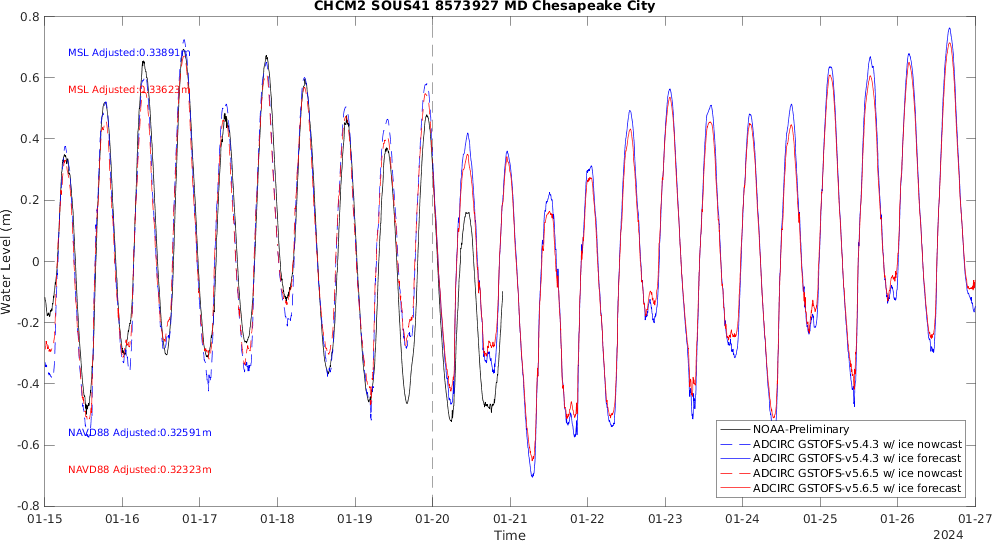 CHCM2 SOUS41 8573927 MD Chesapeake City
0.8
0.6
0.4
0.2
0
-0.2
-0.4
-0.6
-0.8
Water Level (m)
MSL Adjusted:0.33891m
MSL Adjusted:0.33623m
NAVD88 Adjusted:0.32591m
NAVD88 Adjusted:0.32323m
NOAA-Preliminary
ADCIRC GSTOFS-v5.4.3 w/ ice nowcast
ADCIRC GSTOFS-v5.4.3 w/ ice forecast
ADCIRC GSTOFS-v5.6.5 w/ ice nowcast
ADCIRC GSTOFS-v5.6.5 w/ ice forecast
01-15 01-16 01-17 01-18 01-19 01-20 01-21 01-22 01-23 01-24 01-25 01-26 01-27
Time 2024